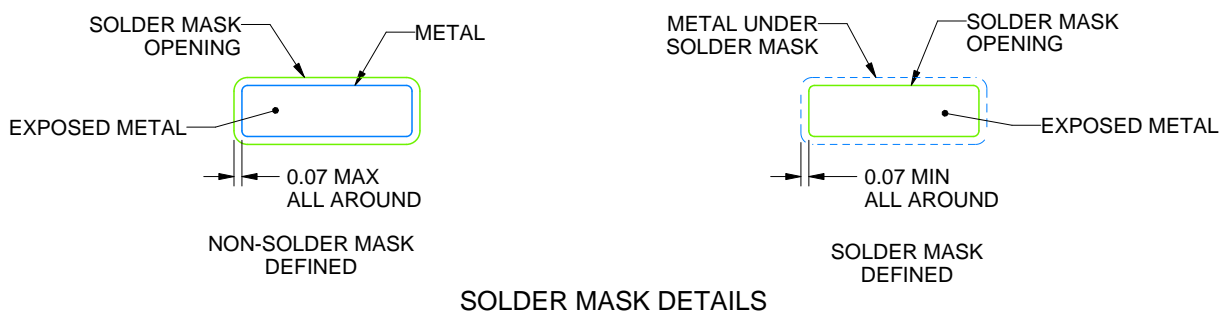 SOLDER MASK
OPENING
METAL
EXPOSED METAL
0.07 MAX
ALL AROUND
NON-SOLDER MASK
DEFINED
METAL UNDER
SOLDER MASK
SOLDER MASK
OPENING
EXPOSED METAL
0.07 MIN
ALL AROUND
SOLDER MASK
DEFINED
SOLDER MASK DETAILS